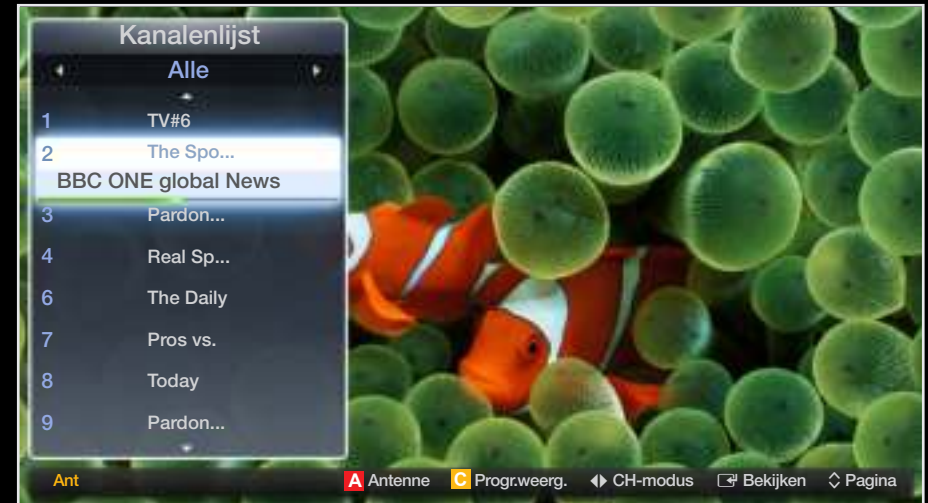 Kanalenlijst
Alle
1 TV#6
2 The Spo...
BBC ONE global News
3 Pardon...
4 Real Sp...
6 The Daily
7 Pros vs.
8 Today
9 Pardon...
Ant A Antenne C Progr.weerg. CH-modus Bekijken Pagina